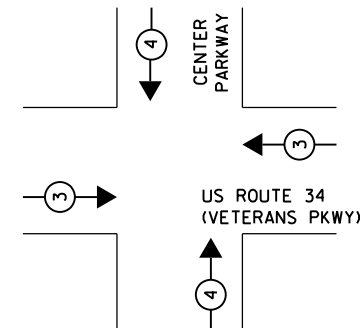 4
CENTER
PARKWAY
3
3
US ROUTE 34
(VETERANS PKWY)
4